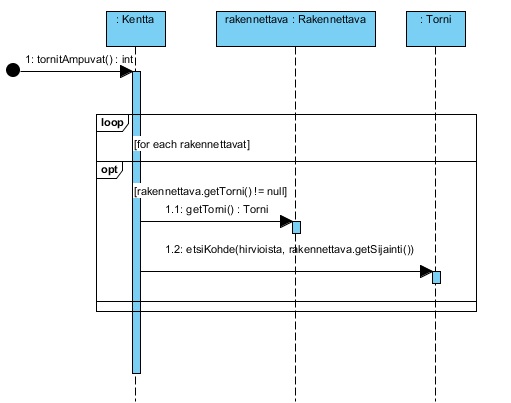 : Kentta
rakennettava : Rakennettava
: Torni
1: tornitAmpuvat() : int
loop
[for each rakennettavat]
opt
[rakennettava.getTorni() != null]
1.1: getTorni() : Torni
1.2: etsiKohde(hirvioista, rakennettava.getSijainti())